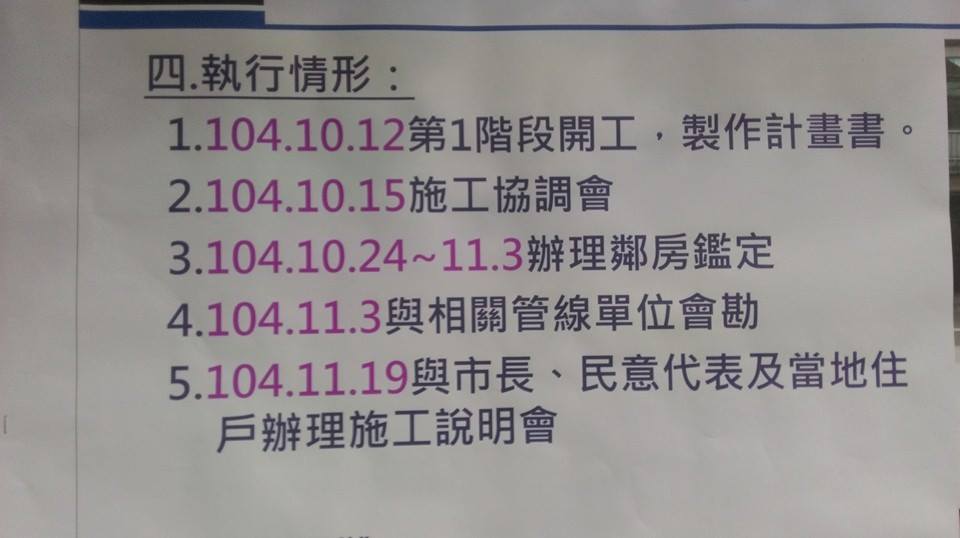 四.執行情形：
1.104.10.12第1階段開工，製作計畫書。
2.104.10.15施工協調會
3.104.10.24~11.3辦理鄰房鑑定
4.104.11.3與相關管線單位會勘
5.104.11.19與市長、民意代表及當地住
戶辦理施工說明會